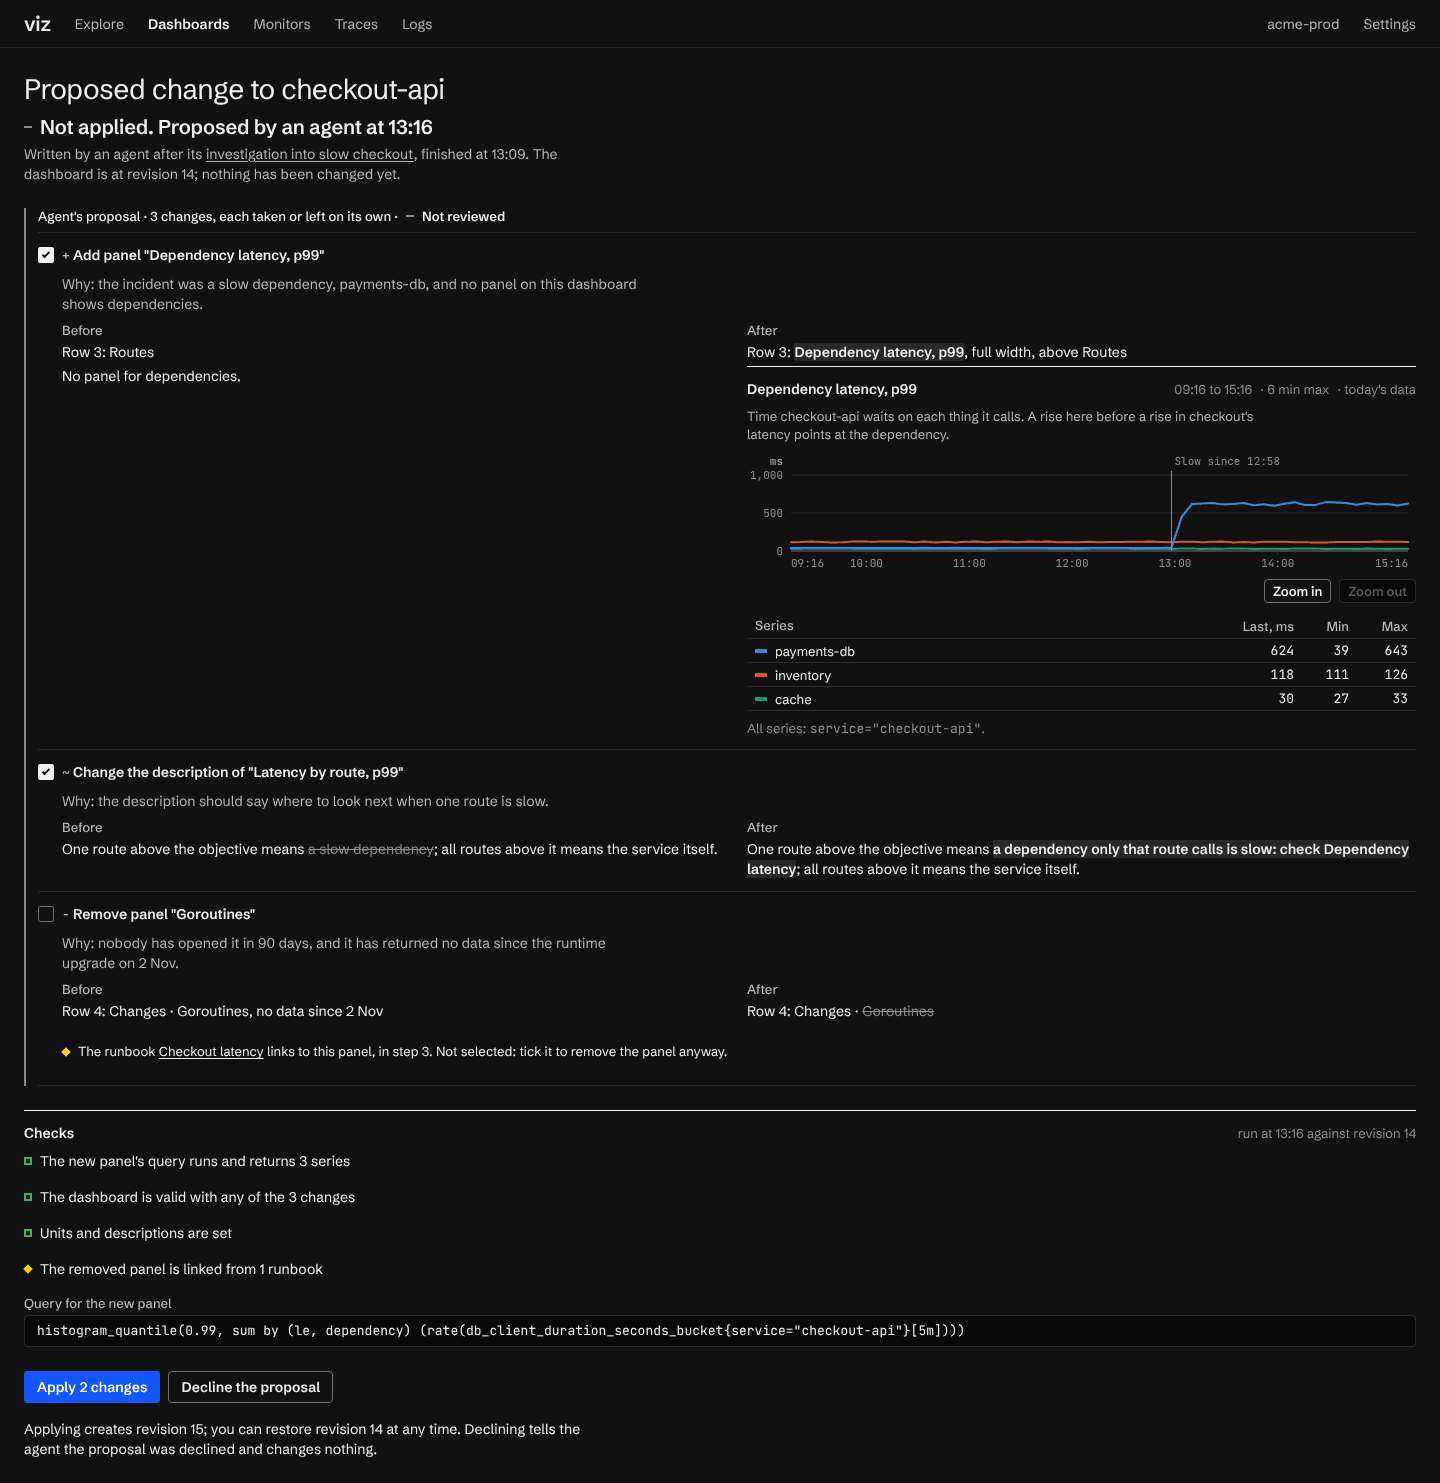 viz Explore Dashboards Monitors Traces Logs acme-prod Settings
Proposed change to checkout-api
– Not applied. Proposed by an agent at 13:16
Written by an agent after its investigation into slow checkout, finished at 13:09. The
dashboard is at revision 14; nothing has been changed yet.
Agent's proposal · 3 changes, each taken or left on its own · – Not reviewed
+ Add panel "Dependency latency, p99"
Why: the incident was a slow dependency, payments-db, and no panel on this dashboard
shows dependencies.
Before
Row 3: Routes
No panel for dependencies.
After
Row 3: Dependency latency, p99, full width, above Routes
Dependency latency, p99 09:16 to 15:16 · 6 min max · today's data
Time checkout-api waits on each thing it calls. A rise here before a rise in checkout's
latency points at the dependency.
ms Slow since 12:58
1,000
500
0
09:16 10:00 11:00 12:00 13:00 14:00 15:16
Zoom in Zoom out
Series Last, ms Min Max
payments-db 624 39 643
inventory 118 111 126
cache 30 27 33
All series: service="checkout-api".
~ Change the description of "Latency by route, p99"
Why: the description should say where to look next when one route is slow.
Before
One route above the objective means a slow dependency; all routes above it means the service itself.
After
One route above the objective means a dependency only that route calls is slow: check Dependency
latency; all routes above it means the service itself.
- Remove panel "Goroutines"
Why: nobody has opened it in 90 days, and it has returned no data since the runtime
upgrade on 2 Nov.
Before
Row 4: Changes · Goroutines, no data since 2 Nov
After
Row 4: Changes · Goroutines
The runbook Checkout latency links to this panel, in step 3. Not selected: tick it to remove the panel anyway.
Checks run at 13:16 against revision 14
The new panel's query runs and returns 3 series
The dashboard is valid with any of the 3 changes
Units and descriptions are set
The removed panel is linked from 1 runbook
Query for the new panel
histogram_quantile(0.99, sum by (le, dependency) (rate(db_client_duration_seconds_bucket{service="checkout-api"}[5m])))
Apply 2 changes Decline the proposal
Applying creates revision 15; you can restore revision 14 at any time. Declining tells the
agent the proposal was declined and changes nothing.